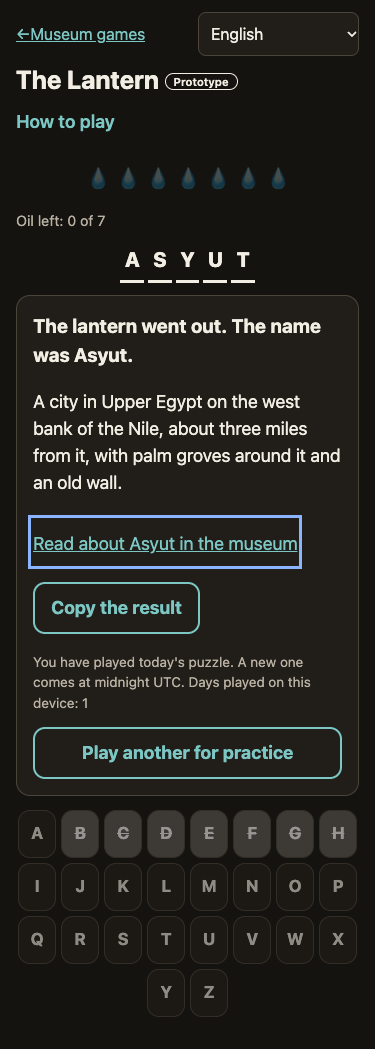 ←Museum games
English
The Lantern Prototype
How to play
Oil left: 0 of 7
A S Y U T
The lantern went out. The name
was Asyut.
A city in Upper Egypt on the west
bank of the Nile, about three miles
from it, with palm groves around it and
an old wall.
Read about Asyut in the museum
Copy the result
You have played today's puzzle. A new one
comes at midnight UTC. Days played on this
device: 1
Play another for practice
A B C D E F G H
I J K L M N O P
Q R S T U V W X
Y Z